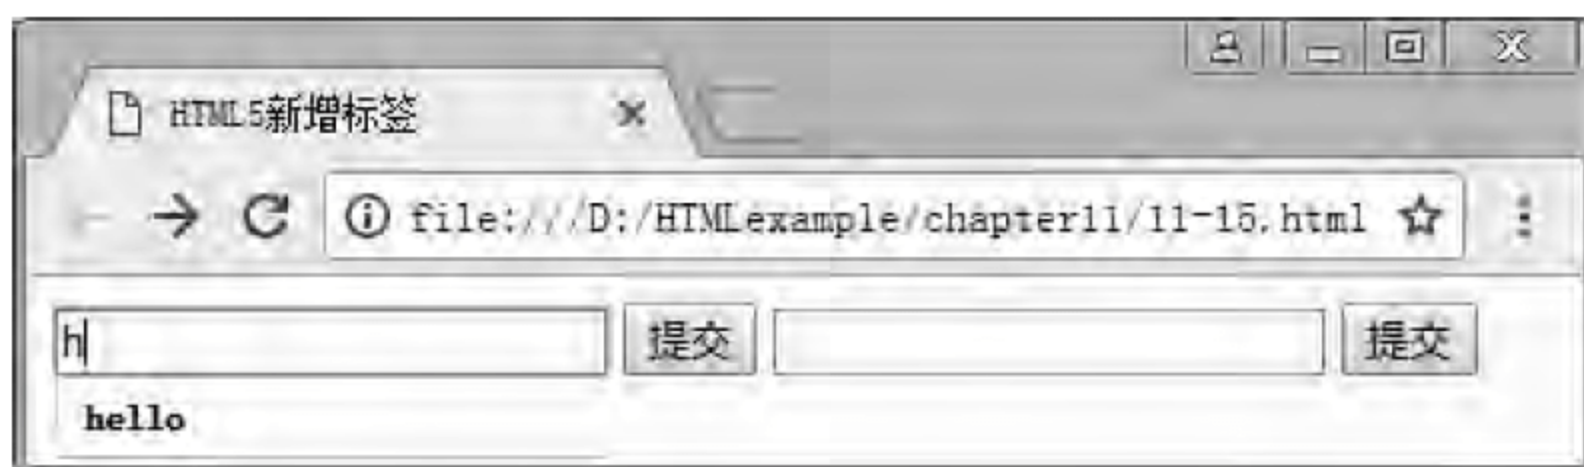 HTML5新增标签
file:///D:/HTMLexample/chapter11/11-15.html
h 提交 提交
hello